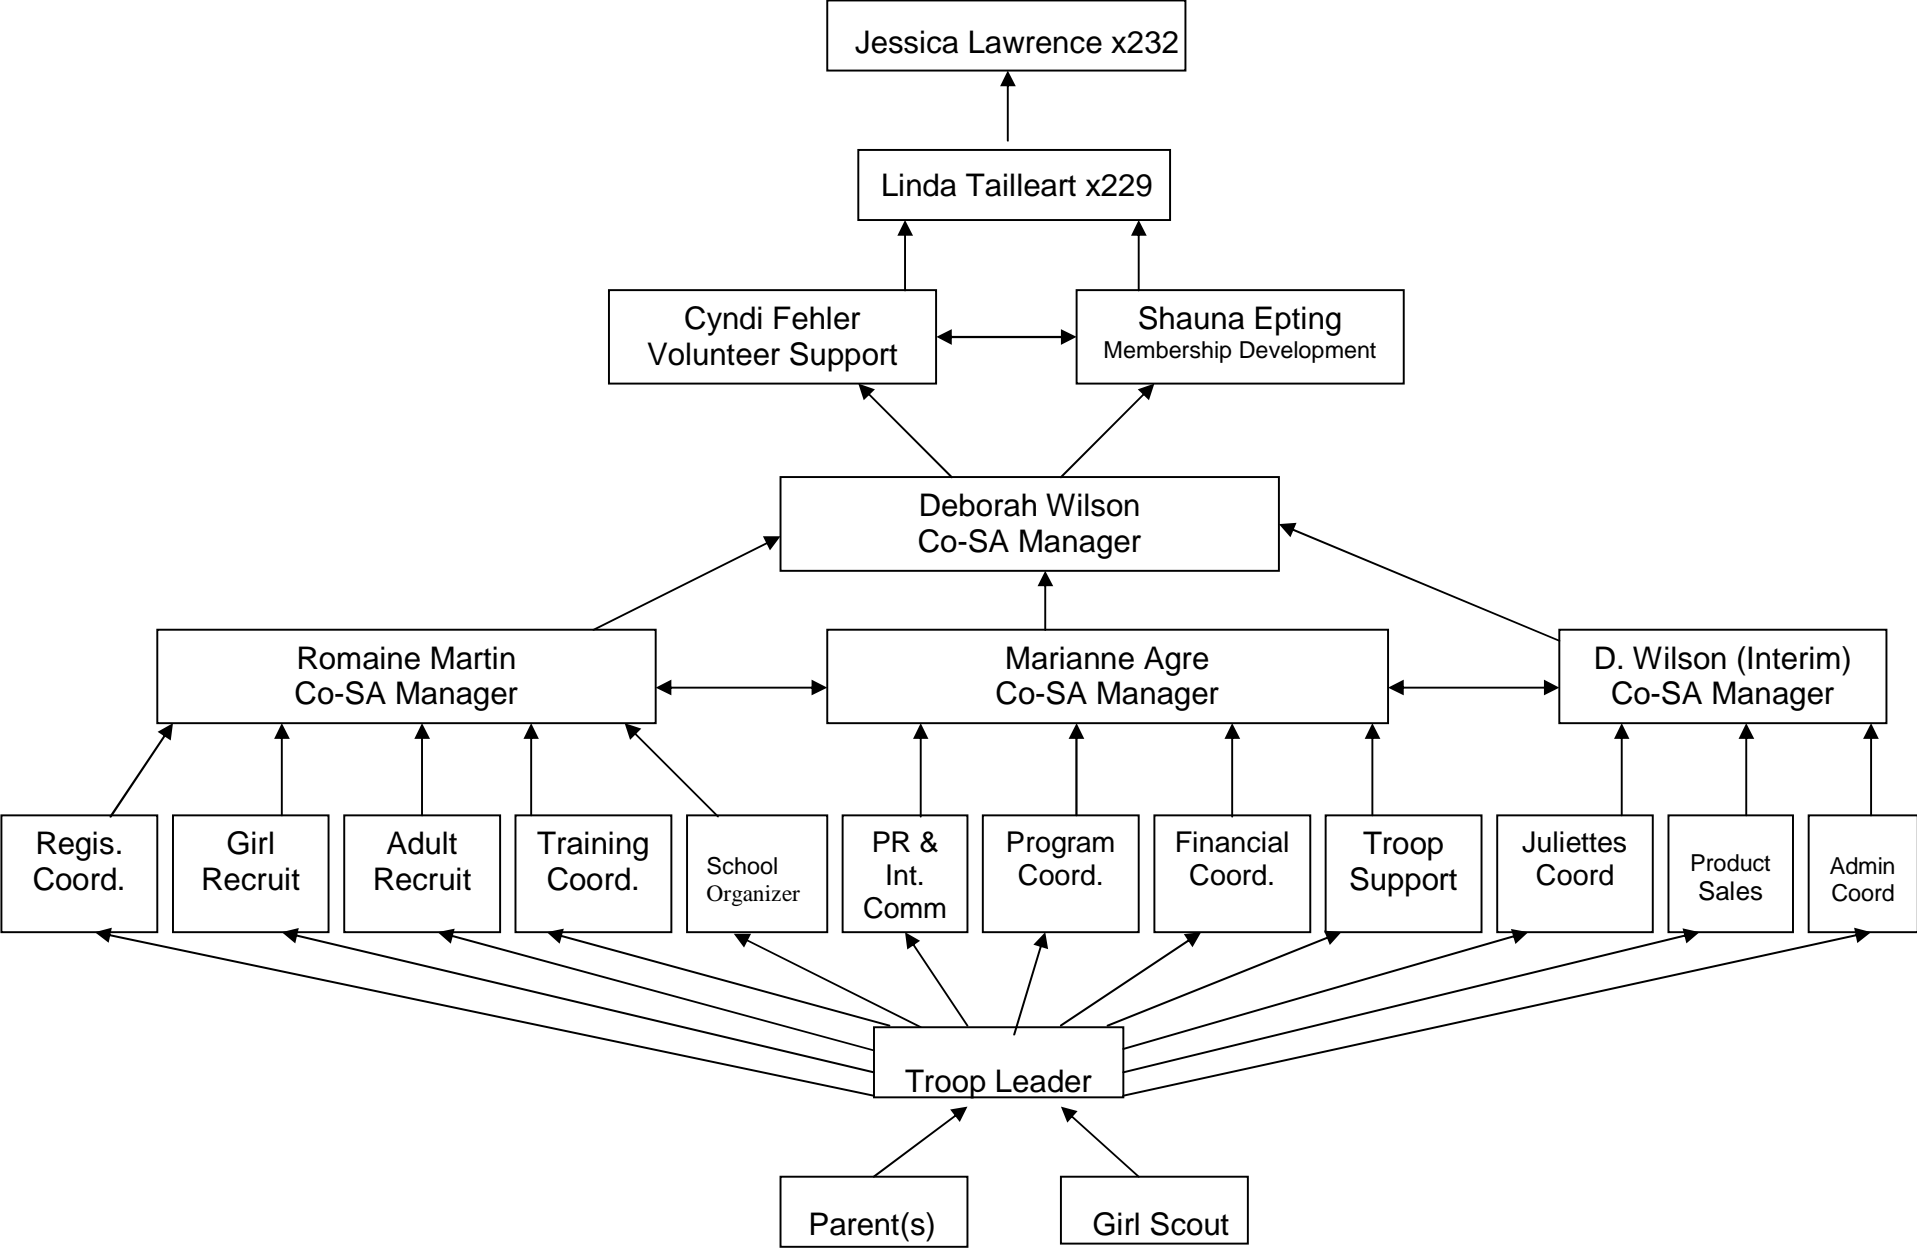 Jessica Lawrence x232
Linda Tailleart x229
Cyndi Fehler
Volunteer Support
Shauna Epting
Membership Development
Deborah Wilson
Co-SA Manager
Romaine Martin
Co-SA Manager
Marianne Agre
Co-SA Manager
D. Wilson (Interim)
Co-SA Manager
Regis.
Coord.
Girl
Recruit
Adult
Recruit
Training
Coord.
School
Organizer
PR &
Int.
Comm
Program
Coord.
Financial
Coord.
Troop
Support
Juliettes
Coord
Product
Sales
Admin
Coord
Troop Leader
Parent(s)
Girl Scout